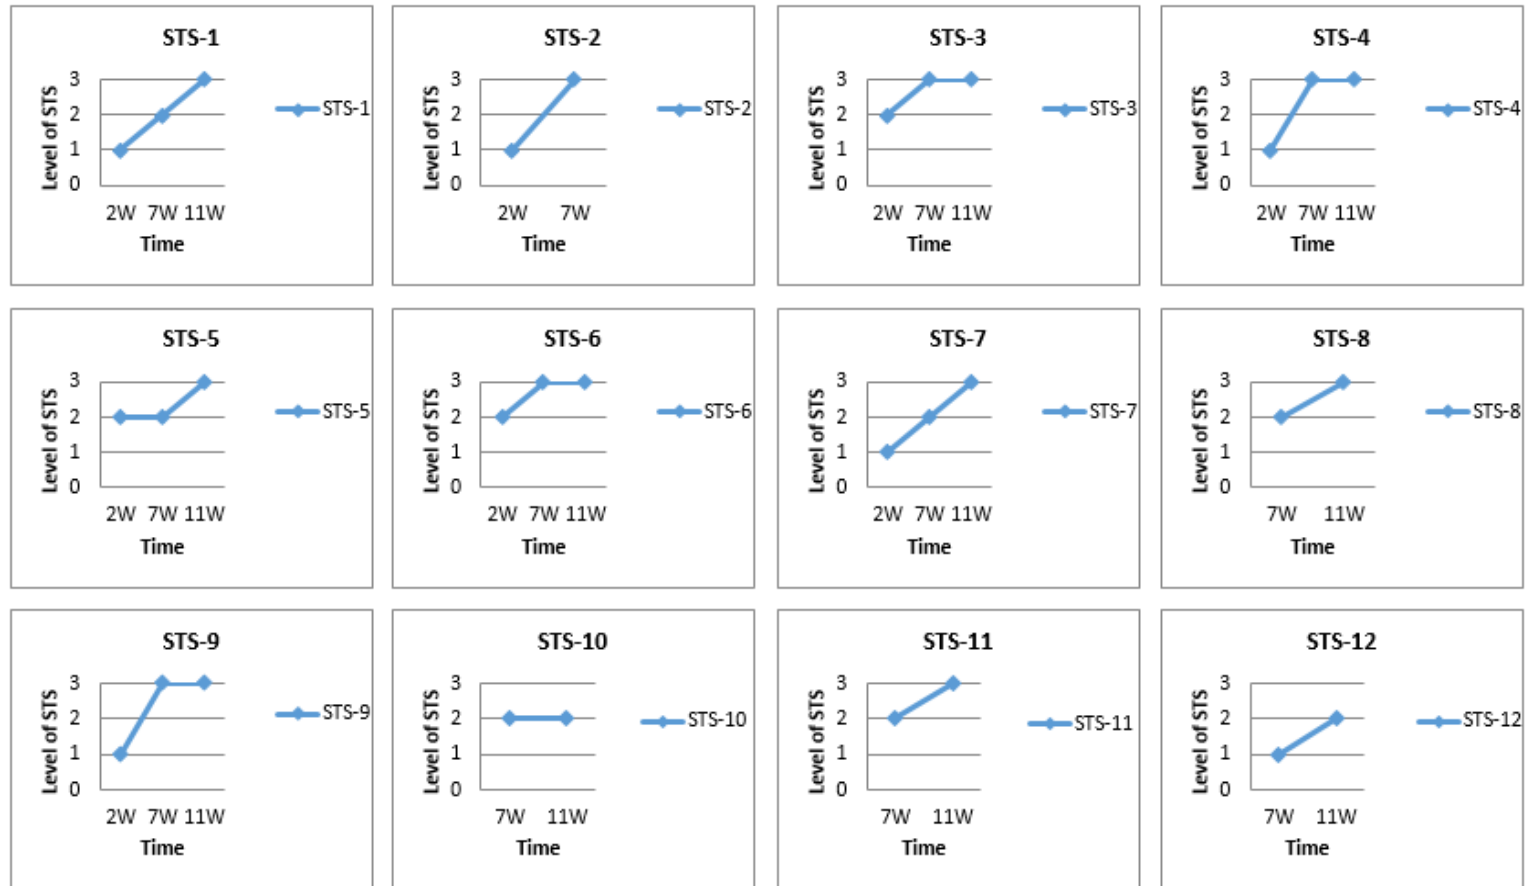 STS-1
3
2
1
0
Level of STS
2W 7W 11W
Time
STS-1
STS-2
3
2
1
0
Level of STS
2W 7W
Time
STS-2
STS-3
3
2
1
0
Level of STS
2W 7W 11W
Time
STS-3
STS-4
3
2
1
0
Level of STS
2W 7W 11W
Time
STS-4
STS-5
3
2
1
0
Level of STS
2W 7W 11W
Time
STS-5
STS-6
3
2
1
0
Level of STS
2W 7W 11W
Time
STS-6
STS-7
3
2
1
0
Level of STS
2W 7W 11W
Time
STS-7
STS-8
3
2
1
0
Level of STS
7W 11W
Time
STS-8
STS-9
3
2
1
0
Level of STS
2W 7W 11W
Time
STS-9
STS-10
3
2
1
0
Level of STS
7W 11W
Time
STS-10
STS-11
3
2
1
0
Level of STS
7W 11W
Time
STS-11
STS-12
3
2
1
0
Level of STS
7W 11W
Time
STS-12